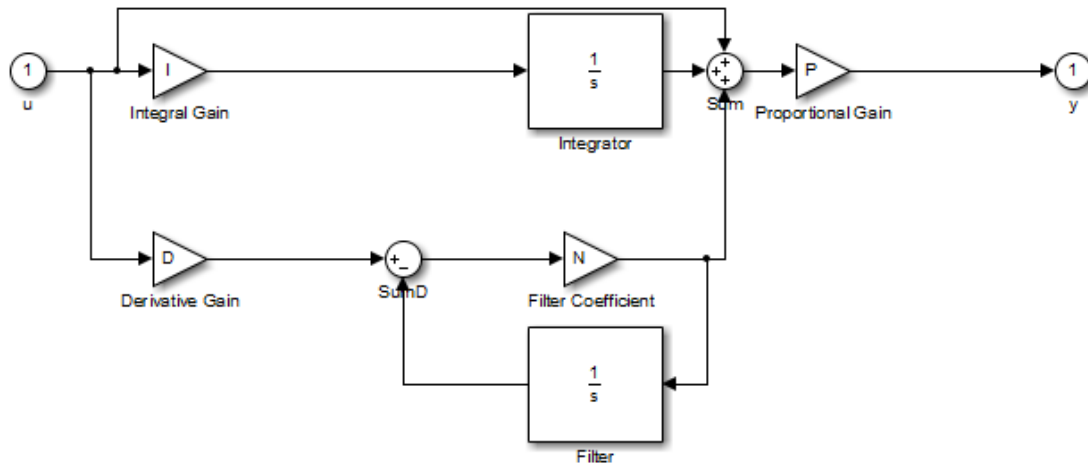 1
u
I
Integral Gain
1
s
Integrator
+
+
+
Sum
P
Proportional Gain
1
y
D
Derivative Gain
+
−
SumD
N
Filter Coefficient
1
s
Filter